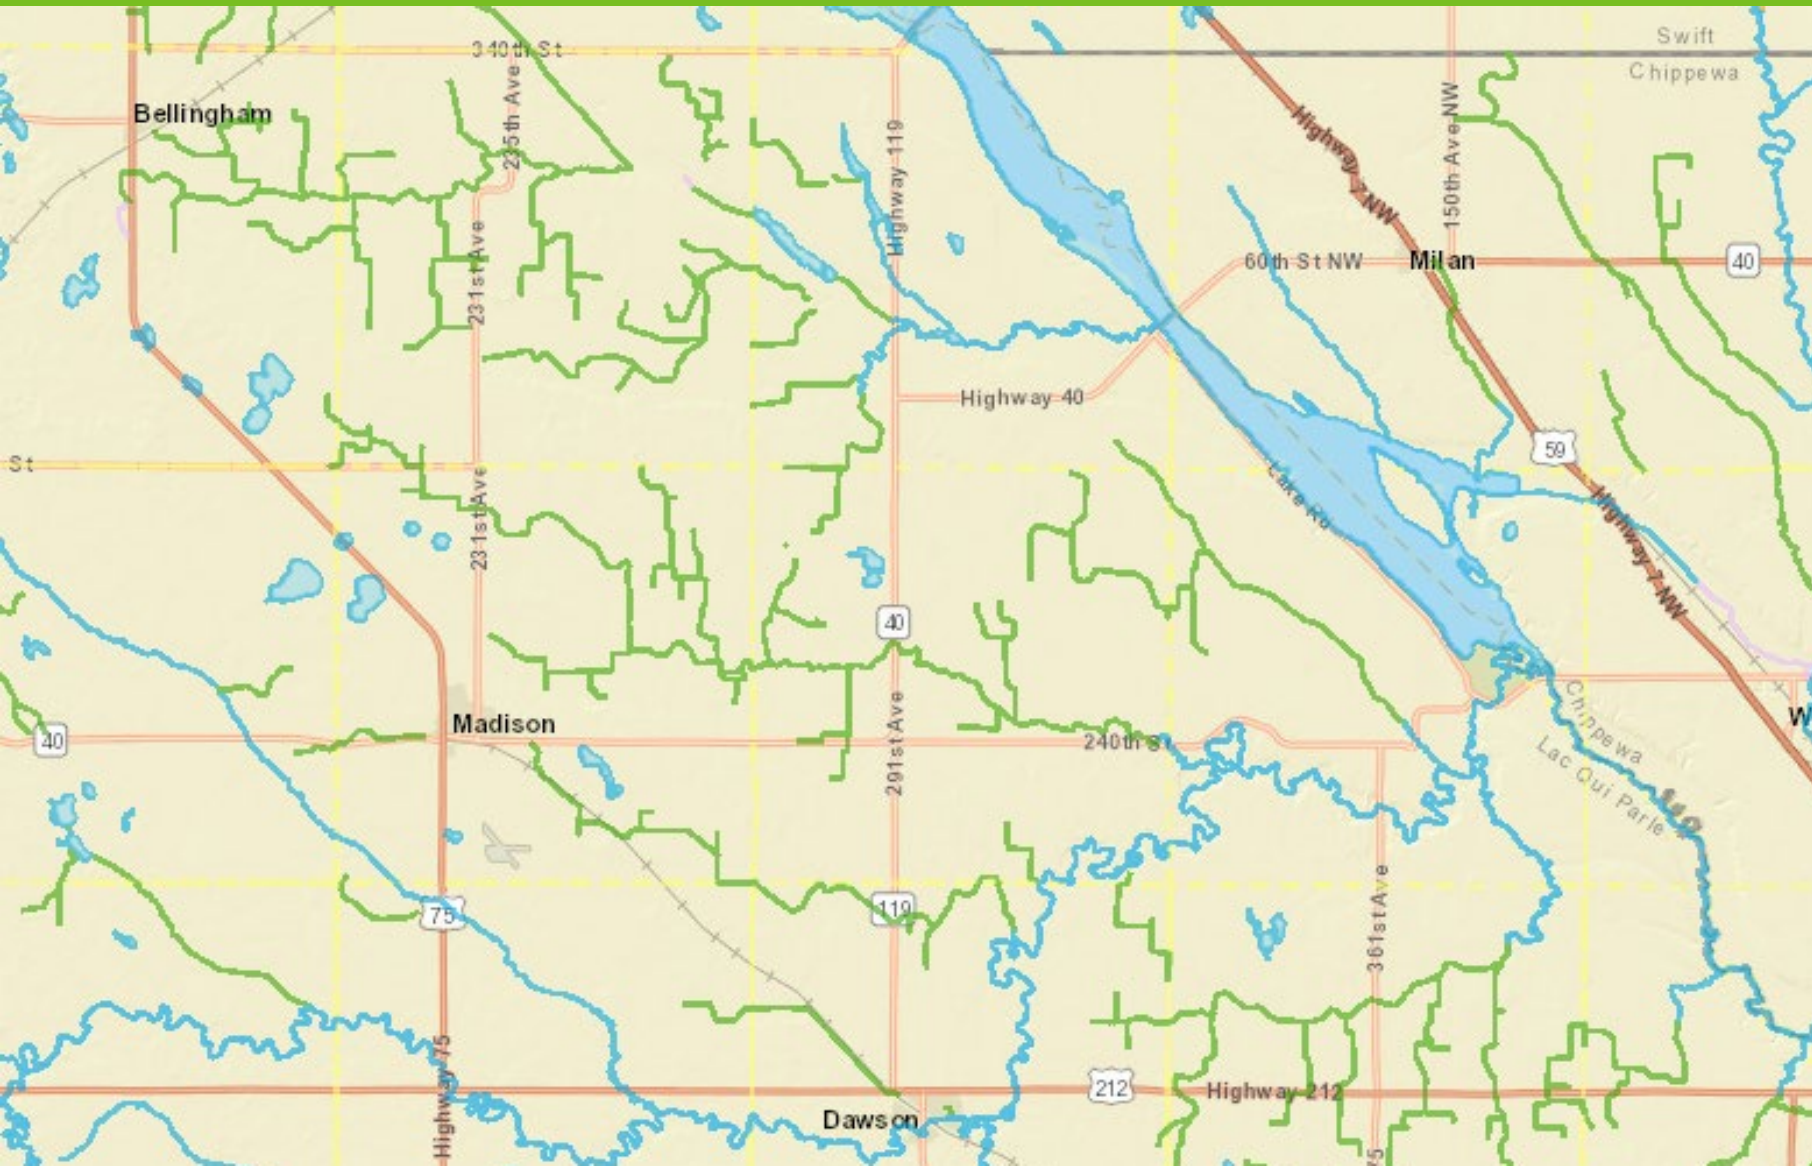 Swift
340th St
Chippewa
235th Ave
150th Ave NW
Bellingham
Highway 7 NW
Highway 119
231st Ave
60th St NW
Milan
40
Highway 40
59
St
Lake Rd
231st Ave
Highway 7 NW
40
Chippewa
Lac Qui Parle
Madison
291st Ave
40
240th St
W
361st Ave
75
119
Highway 75
212
Highway 212
Dawson
75